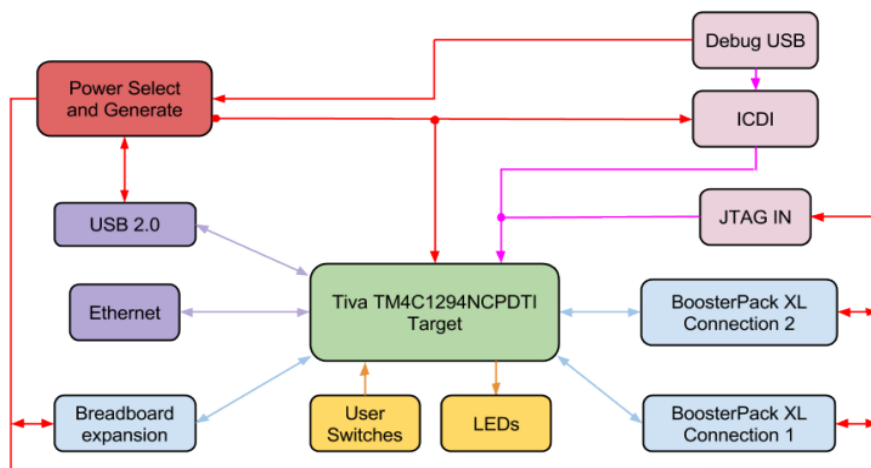 Debug USB
Power Select
and Generate
ICDI
USB 2.0
JTAG IN
Ethernet
Tiva TM4C1294NCPDTI
Target
BoosterPack XL
Connection 2
Breadboard
expansion
User
Switches
LEDs
BoosterPack XL
Connection 1